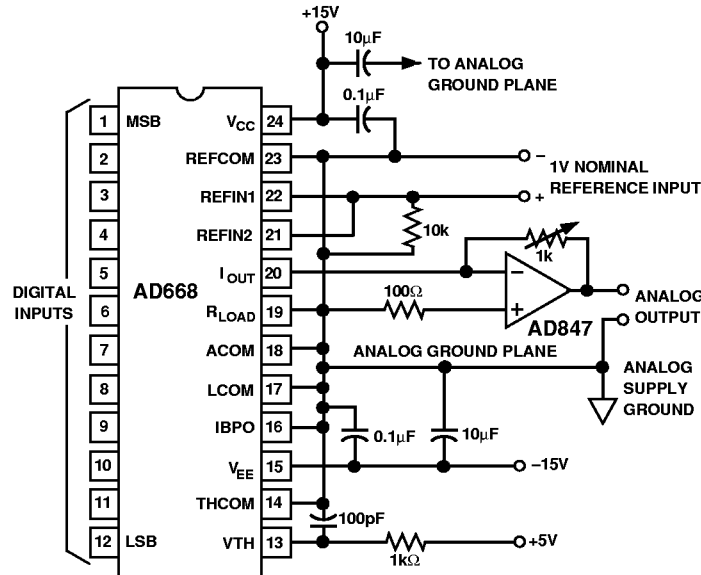 +15V
10µF
TO ANALOG
GROUND PLANE
0.1µF
1 MSB
VCC 24
2
REFCOM 23
–
1V NOMINAL
REFERENCE INPUT
3
REFIN1 22
+
10k
4
REFIN2 21
1k
5
IOUT 20
–
DIGITAL
INPUTS
AD668
6
RLOAD 19
100Ω
+
AD847
ANALOG
OUTPUT
7
ACOM 18
ANALOG GROUND PLANE
ANALOG
SUPPLY
GROUND
8
LCOM 17
9
IBPO 16
0.1µF
10µF
10
VEE 15
–15V
11
THCOM 14
100pF
12 LSB
VTH 13
1kΩ
+5V